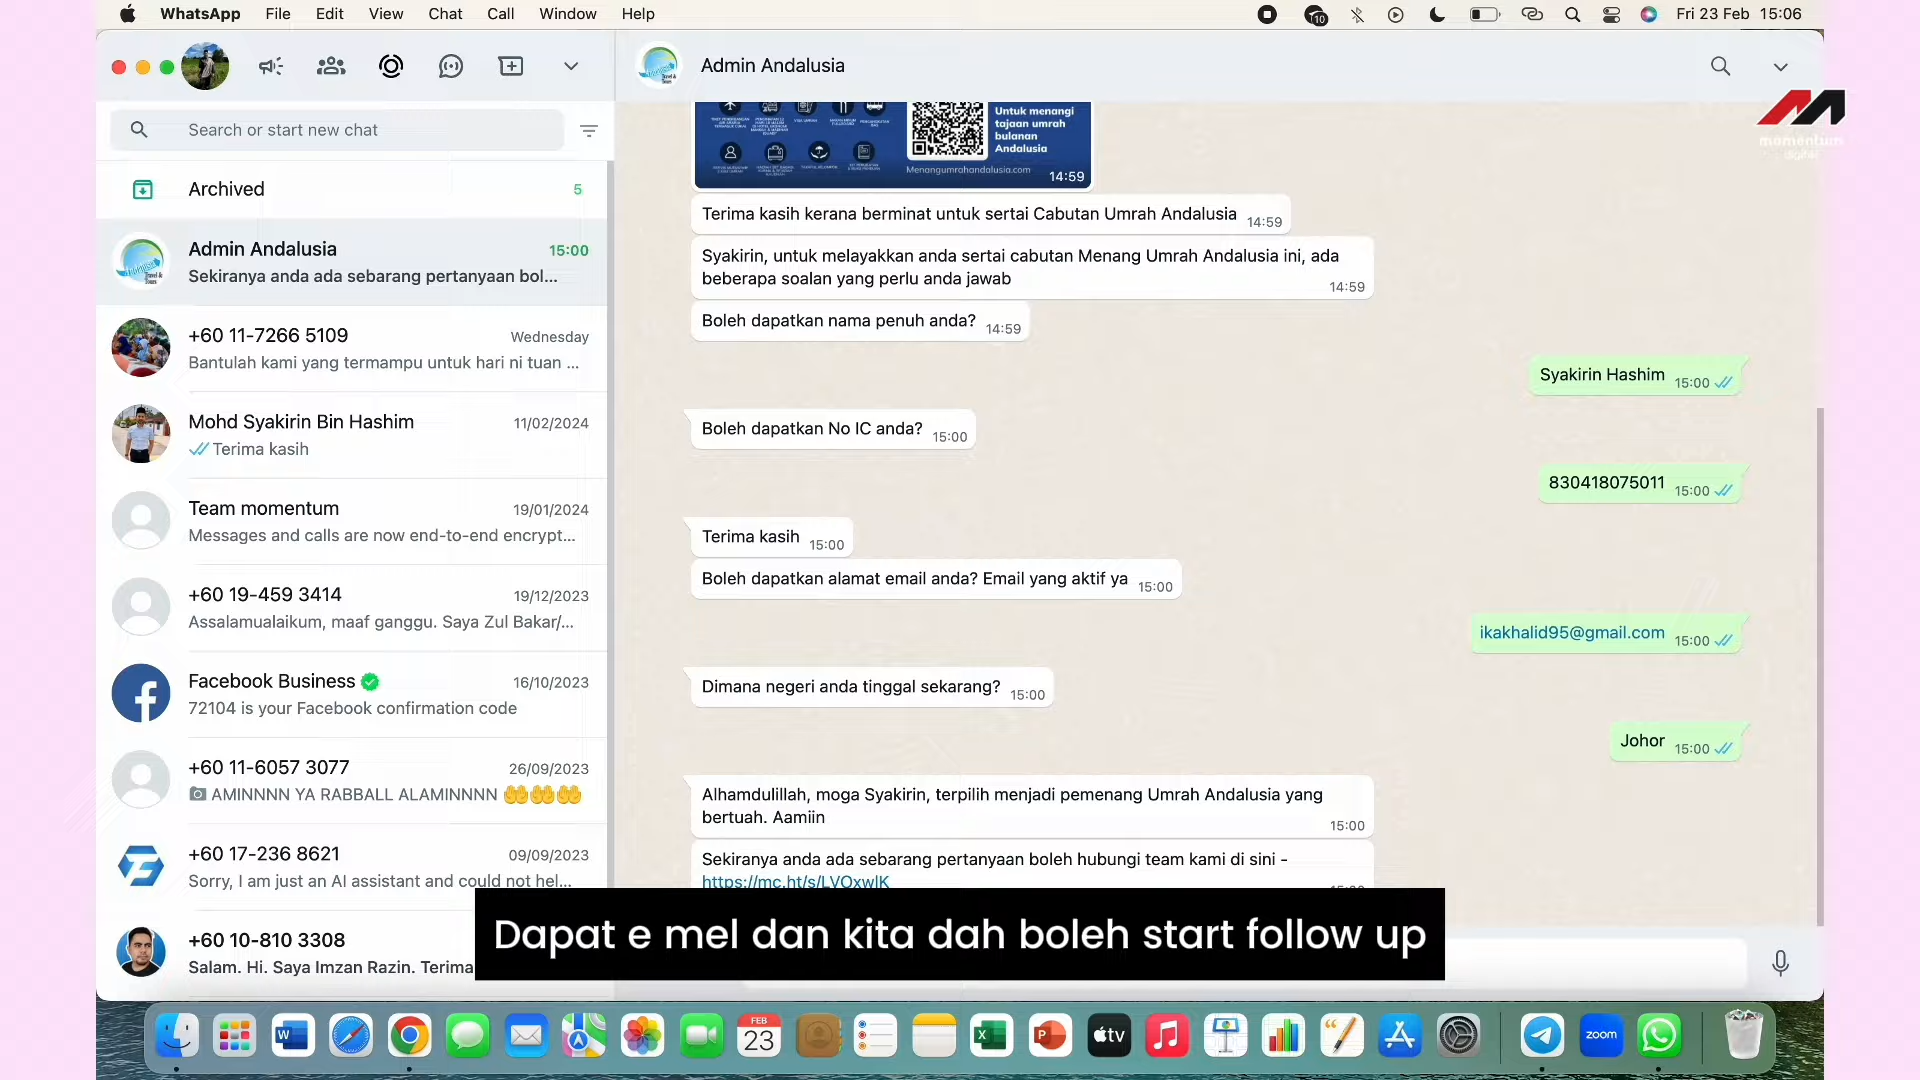 WhatsApp File Edit View Chat Call Window Help
10
Fri 23 Feb 15:06
Search or start new chat
Archived 5
Admin Andalusia 15:00
Sekiranya anda ada sebarang pertanyaan bol...
+60 11-7266 5109 Wednesday
Bantulah kami yang termampu untuk hari ni tuan ...
Mohd Syakirin Bin Hashim 11/02/2024
Terima kasih
Team momentum 19/01/2024
Messages and calls are now end-to-end encrypt...
+60 19-459 3414 19/12/2023
Assalamualaikum, maaf ganggu. Saya Zul Bakar/...
Facebook Business 16/10/2023
72104 is your Facebook confirmation code
+60 11-6057 3077 26/09/2023
AMINNNN YA RABBALL ALAMINNNN 🤲🤲🤲
+60 17-236 8621 09/09/2023
Sorry, I am just an AI assistant and could not hel...
+60 10-810 3308
Salam. Hi. Saya Imzan Razin. Terima
Admin Andalusia
momentum
digital
Untuk menangi
tajaan umrah
bulanan
Andalusia
Menangumrahandalusia.com 14:59
Terima kasih kerana berminat untuk sertai Cabutan Umrah Andalusia 14:59
Syakirin, untuk melayakkan anda sertai cabutan Menang Umrah Andalusia ini, ada
beberapa soalan yang perlu anda jawab 14:59
Boleh dapatkan nama penuh anda? 14:59
Syakirin Hashim 15:00
Boleh dapatkan No IC anda? 15:00
830418075011 15:00
Terima kasih 15:00
Boleh dapatkan alamat email anda? Email yang aktif ya 15:00
ikakhalid95@gmail.com 15:00
Dimana negeri anda tinggal sekarang? 15:00
Johor 15:00
Alhamdulillah, moga Syakirin, terpilih menjadi pemenang Umrah Andalusia yang
bertuah. Aamiin 15:00
Sekiranya anda ada sebarang pertanyaan boleh hubungi team kami di sini -
https://mc.ht/s/LVOxwlK
Dapat e mel dan kita dah boleh start follow up
FEB
23
tv
zoom